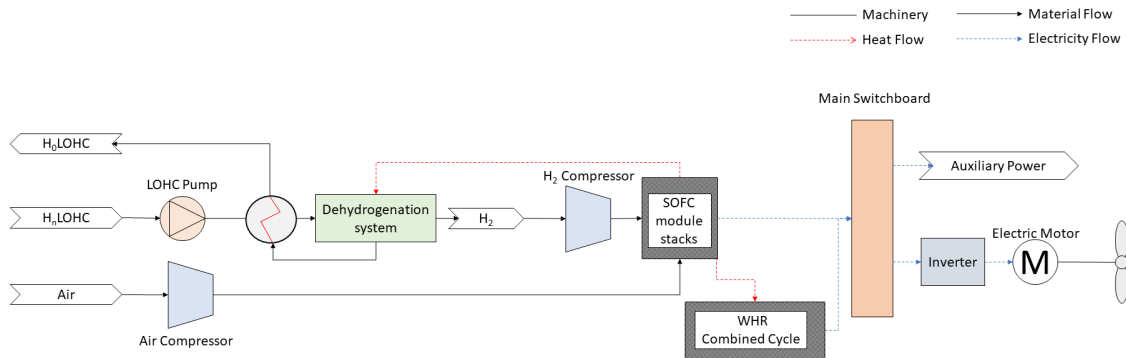 Machinery
Material Flow
Heat Flow
Electricity Flow
Main Switchboard
H₀LOHC
LOHC Pump
H₂ Compressor
Auxiliary Power
HₙLOHC
Dehydrogenation
system
H₂
SOFC
module
stacks
Electric Motor
Inverter
M
Air
Air Compressor
WHR
Combined Cycle